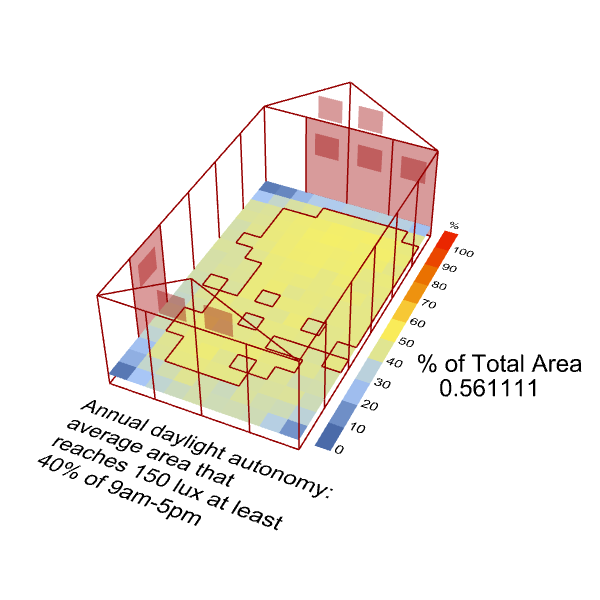 %
100
90
80
70
60
50
40
30
20
10
0
% of Total Area
0.561111
Annual daylight autonomy:
average area that
reaches 150 lux at least
40% of 9am-5pm